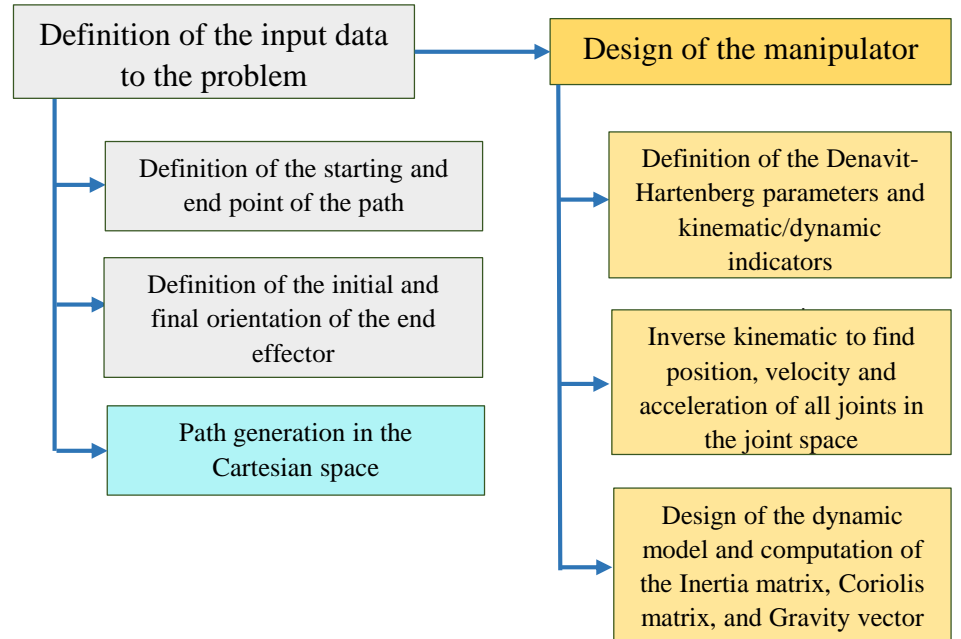 Definition of the input data
to the problem
Design of the manipulator
Definition of the starting and
end point of the path
Definition of the initial and
final orientation of the end
effector
Path generation in the
Cartesian space
Definition of the Denavit-
Hartenberg parameters and
kinematic/dynamic
indicators
Inverse kinematic to find
position, velocity and
acceleration of all joints in
the joint space
Design of the dynamic
model and computation of
the Inertia matrix, Coriolis
matrix, and Gravity vector